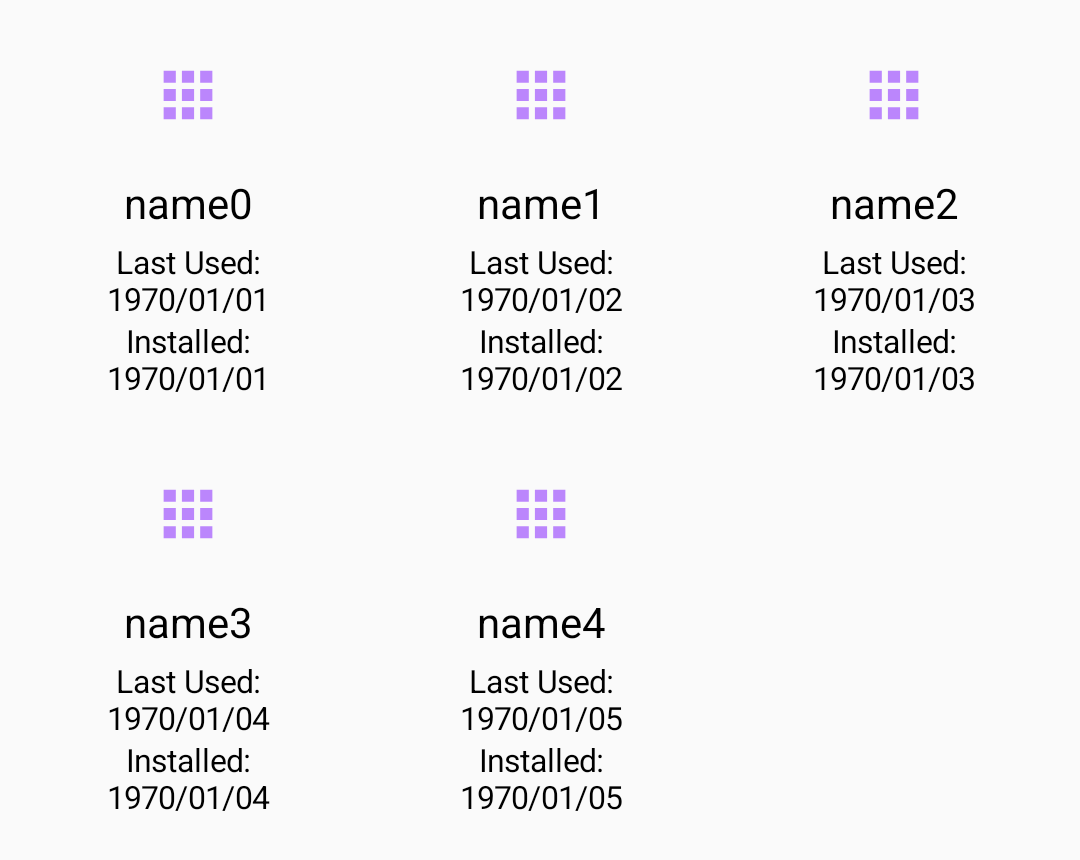 name0
Last Used:
1970/01/01
Installed:
1970/01/01
name1
Last Used:
1970/01/02
Installed:
1970/01/02
name2
Last Used:
1970/01/03
Installed:
1970/01/03
name3
Last Used:
1970/01/04
Installed:
1970/01/04
name4
Last Used:
1970/01/05
Installed:
1970/01/05